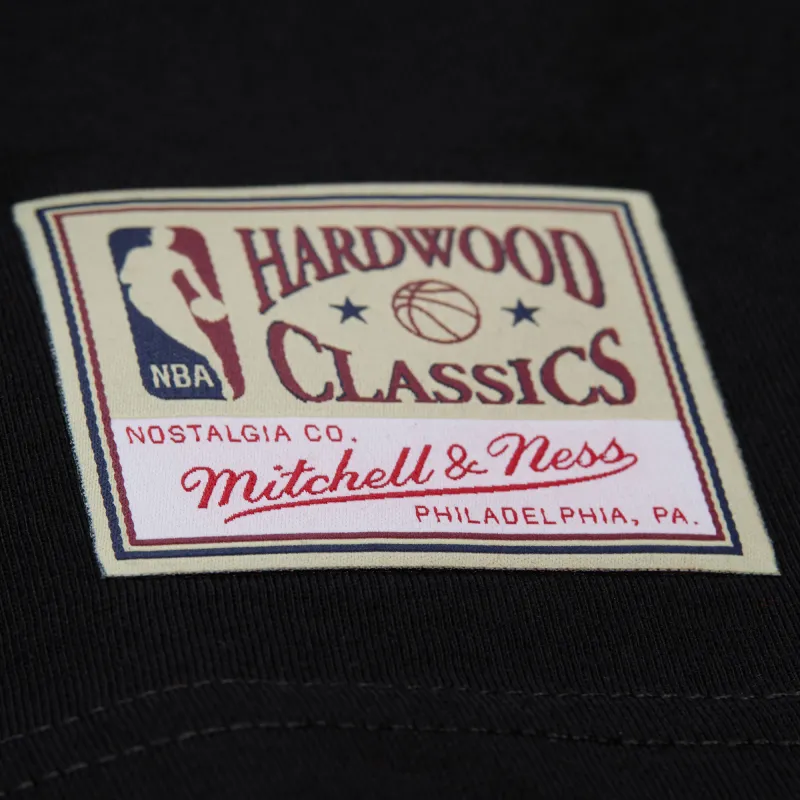 HARDWOOD
CLASSICS
NBA
NOSTALGIA CO.
Mitchell & Ness
PHILADELPHIA, PA.